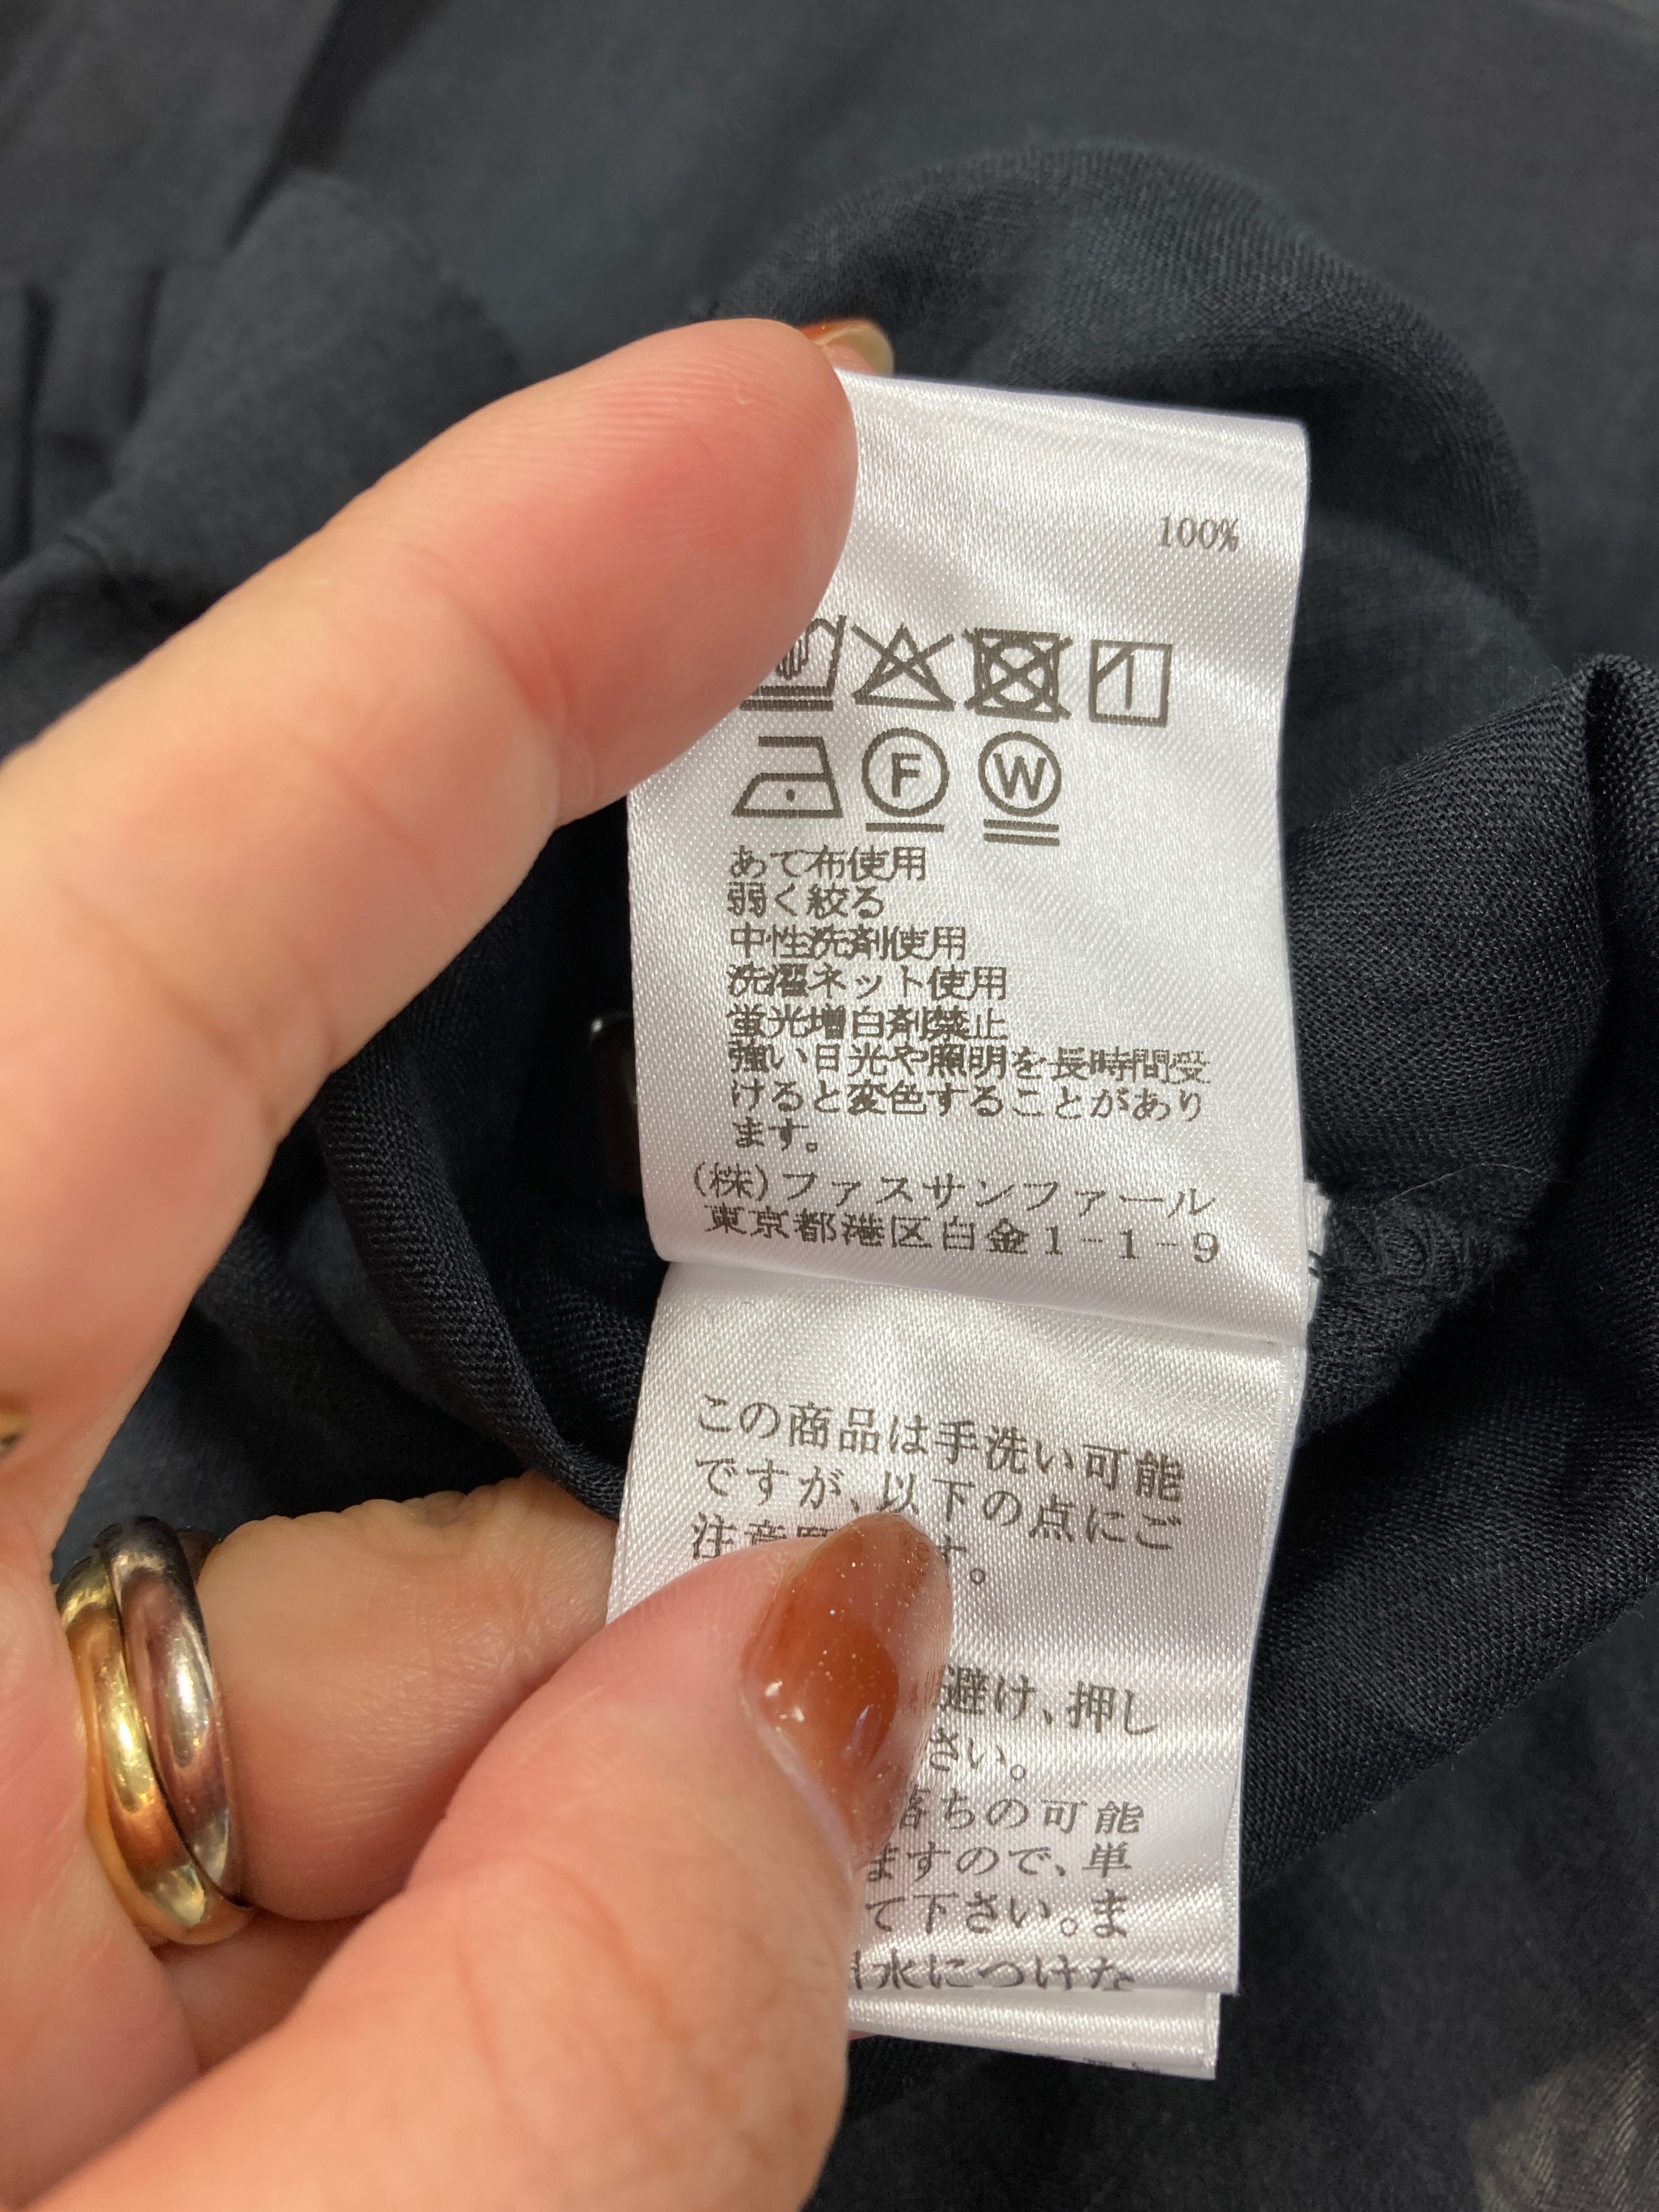 100%
F W
あて布使用
弱く絞る
中性洗剤使用
洗濯ネット使用
蛍光増白剤禁止
強い日光や照明を長時間受
けると変色することがあり
ます。
(株)ファスサンファール
東京都港区白金1-1-9
この商品は手洗い可能
ですが、以下の点にご
注意 す。
避け、押し
さい。
落ちの可能
ますので、単
て下さい。ま
水につけた